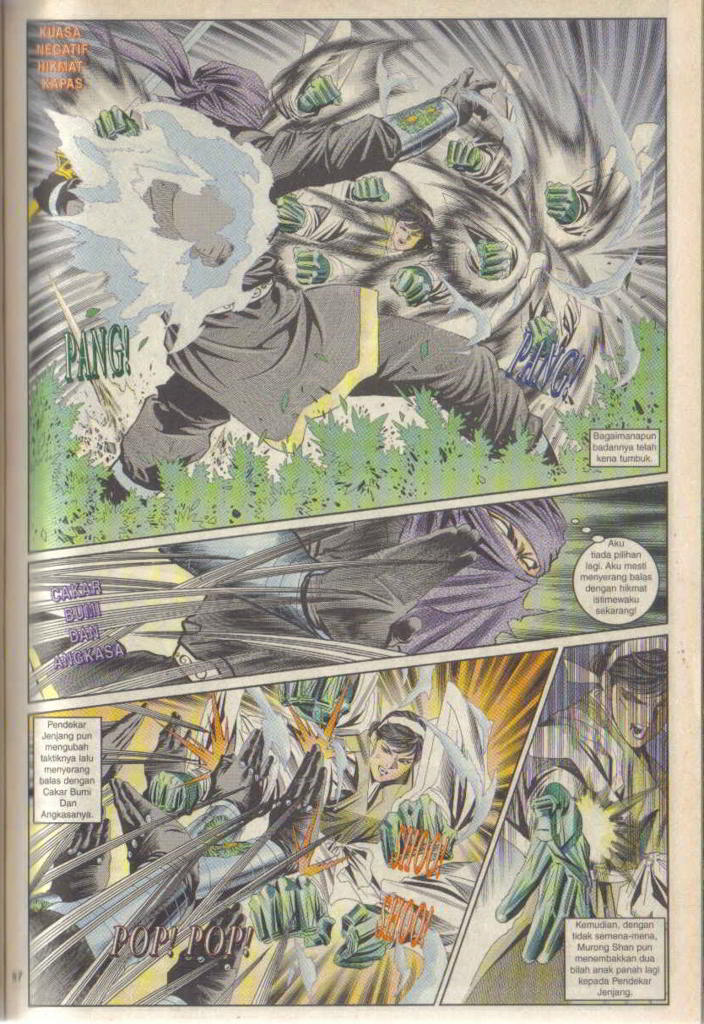 KUASA
NEGATIF
HIKMAT
KAPAS
PANG!
PANG!
Bagaimanapun
badannya telah
kena tumbuk.
Aku
tiada pilihan
lagi. Aku mesti
menyerang balas
dengan hikmat
istimewaku
sekarang!
CAKAR
BUMI
DAN
ANGKASA
Pendekar
Jenjang pun
mengubah
taktiknya lalu
menyerang
balas dengan
Cakar Bumi
Dan
Angkasanya.
SHOO!
SHOO!
POP! POP!
Kemudian, dengan
tidak semena-mena,
Murong Shan pun
menembakkan dua
bilah anak panah lagi
kepada Pendekar
Jenjang.